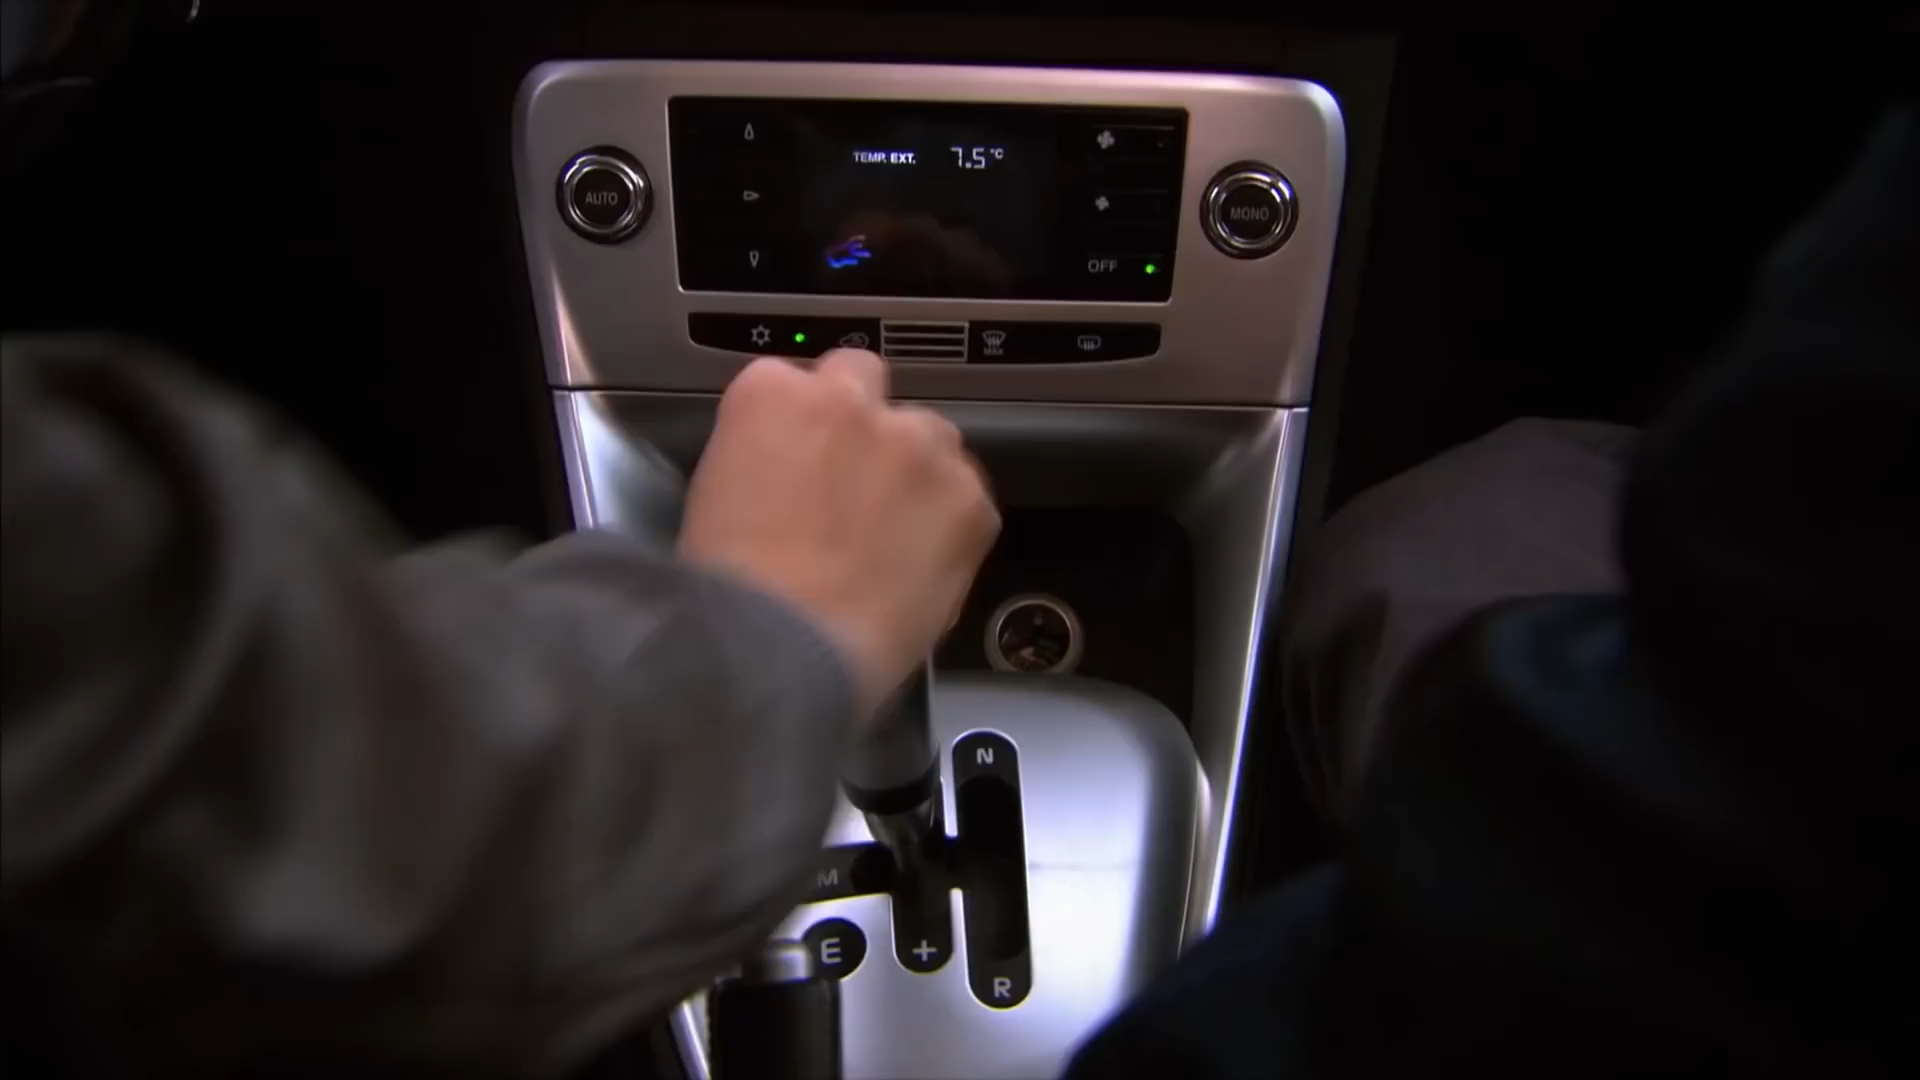 TEMP. EXT. 7.5 °C
AUTO
MONO
OFF
MAX
N
M
E
+
R